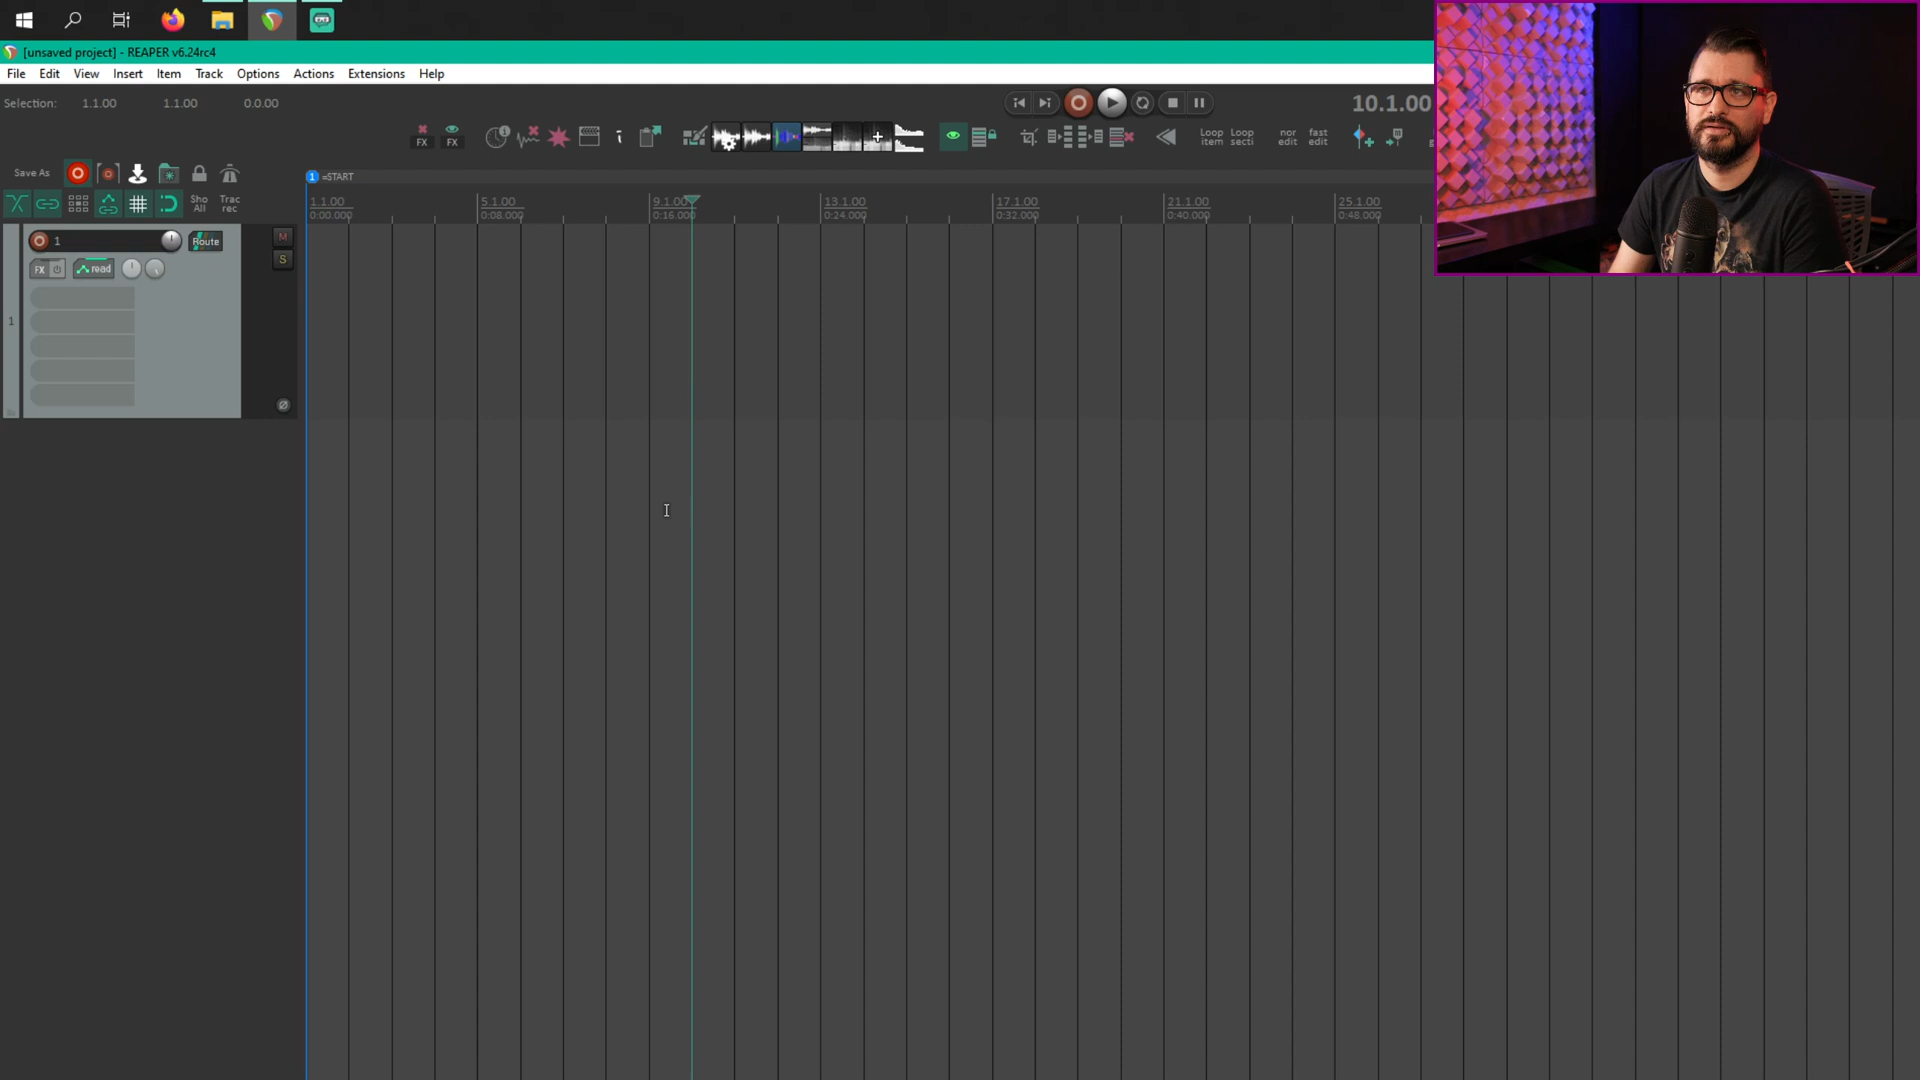 [unsaved project] - REAPER v6.24rc4
File Edit View Insert Item Track Options Actions Extensions Help
Selection: 1.1.00 1.1.00 0.0.00
10.1.00
FX FX
Loop item
Loop secti
nor edit
fast edit
Save As
1 =START
Sho All
Trac rec
1.1.00 5.1.00 9.1.00 13.1.00 17.1.00 21.1.00 25.1.00
0:00.000 0:08.000 0:16.000 0:24.000 0:32.000 0:40.000 0:48.000
1 Route M
FX read S
1